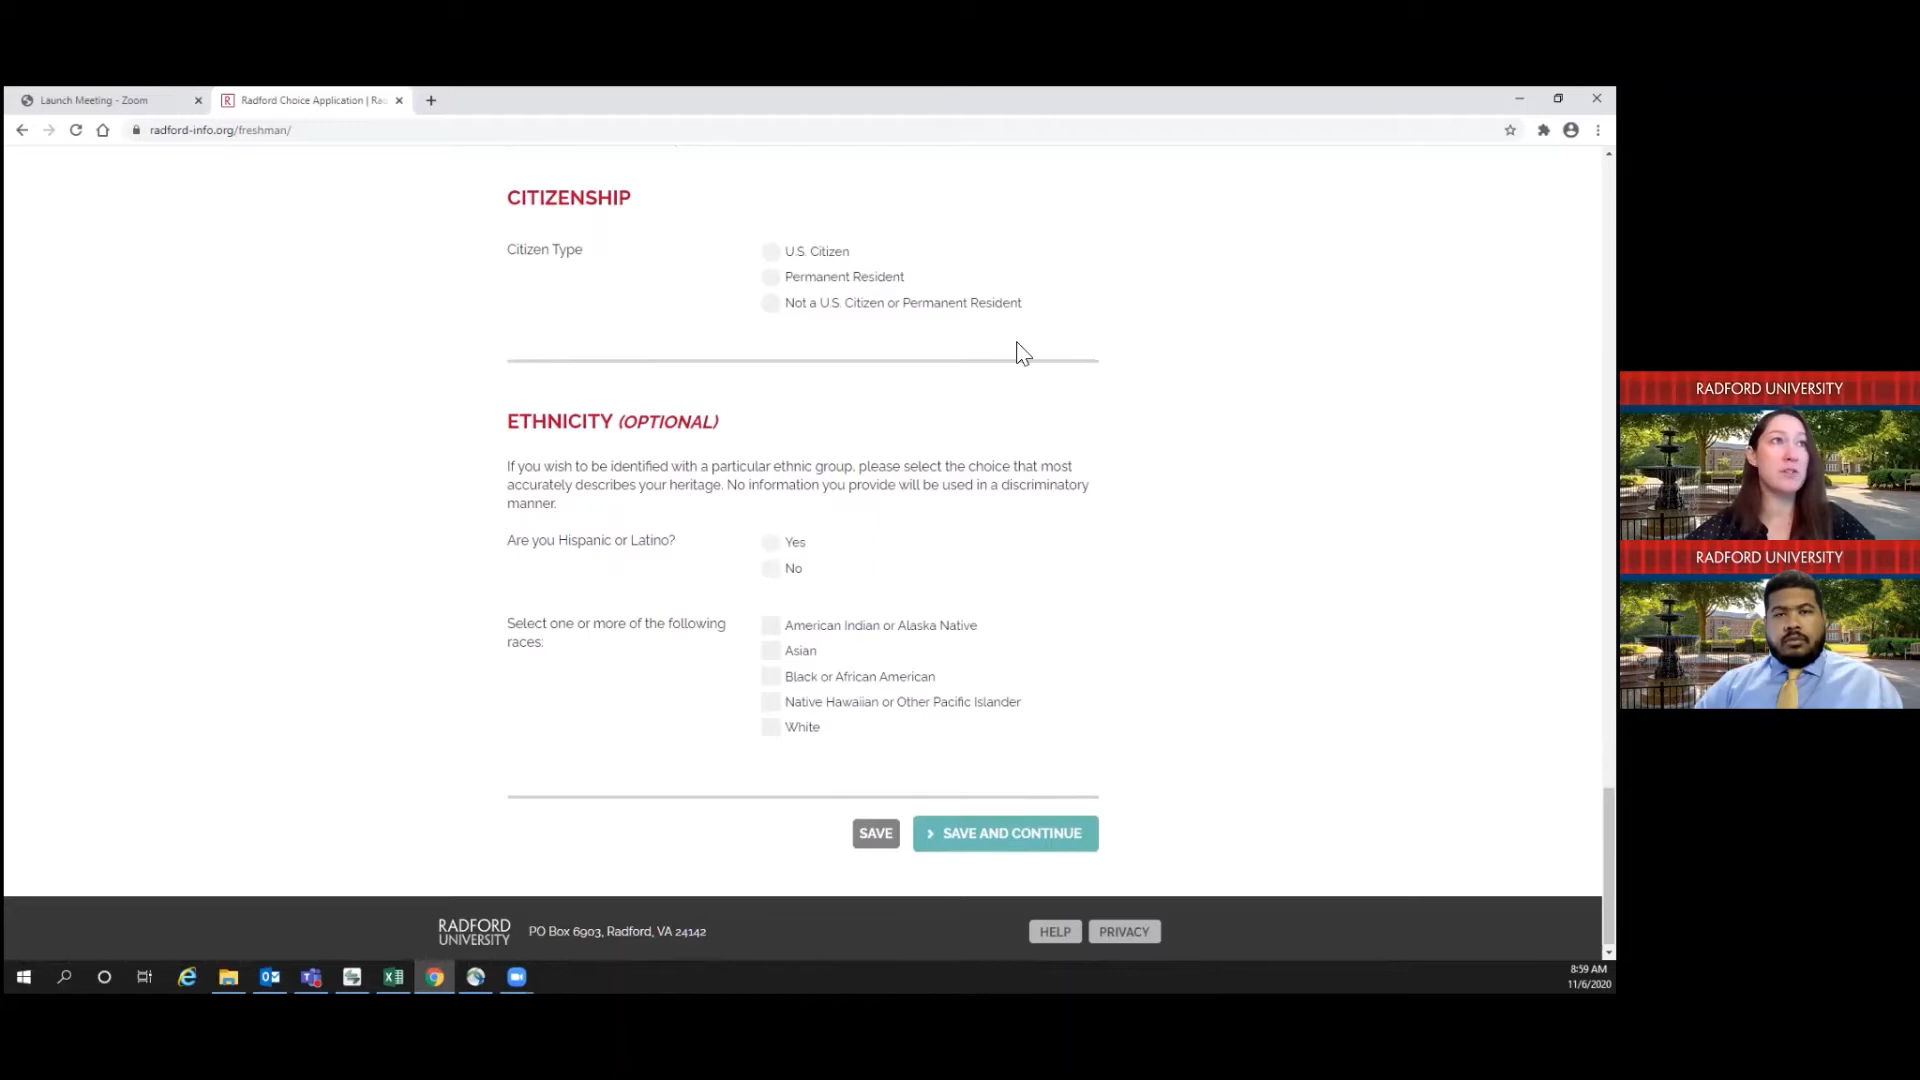 Launch Meeting - Zoom
Radford Choice Application | Rad
radford-info.org/freshman/
CITIZENSHIP
Citizen Type
U.S. Citizen
Permanent Resident
Not a U.S. Citizen or Permanent Resident
ETHNICITY (OPTIONAL)
If you wish to be identified with a particular ethnic group, please select the choice that most
accurately describes your heritage. No information you provide will be used in a discriminatory
manner.
Are you Hispanic or Latino?
Yes
No
Select one or more of the following
races:
American Indian or Alaska Native
Asian
Black or African American
Native Hawaiian or Other Pacific Islander
White
SAVE
SAVE AND CONTINUE
RADFORD
UNIVERSITY
PO Box 6903, Radford, VA 24142
HELP
PRIVACY
8:59 AM
11/6/2020
RADFORD UNIVERSITY
RADFORD UNIVERSITY